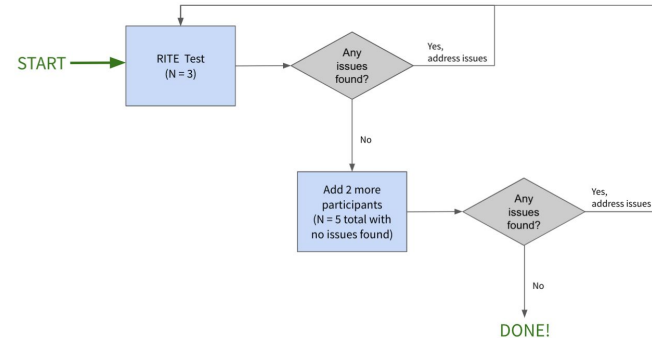 START
RITE Test
(N = 3)
Any
issues
found?
Yes,
address issues
No
Add 2 more
participants
(N = 5 total with
no issues found)
Any
issues
found?
Yes,
address issues
No
DONE!